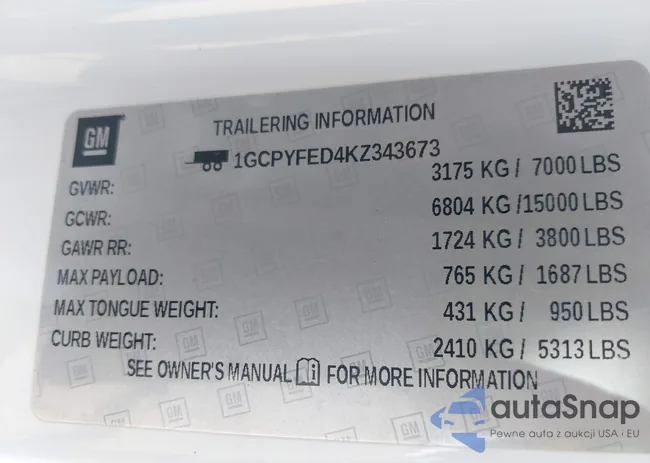 GM
TRAILERING INFORMATION
1GCPYFED4KZ343673
GVWR: 3175 KG / 7000 LBS
GCWR: 6804 KG /15000 LBS
GAWR RR: 1724 KG / 3800 LBS
MAX PAYLOAD: 765 KG / 1687 LBS
MAX TONGUE WEIGHT: 431 KG / 950 LBS
CURB WEIGHT: 2410 KG / 5313 LBS
SEE OWNER'S MANUAL FOR MORE INFORMATION
autaSnap
Pewne auta z aukcji USA i EU